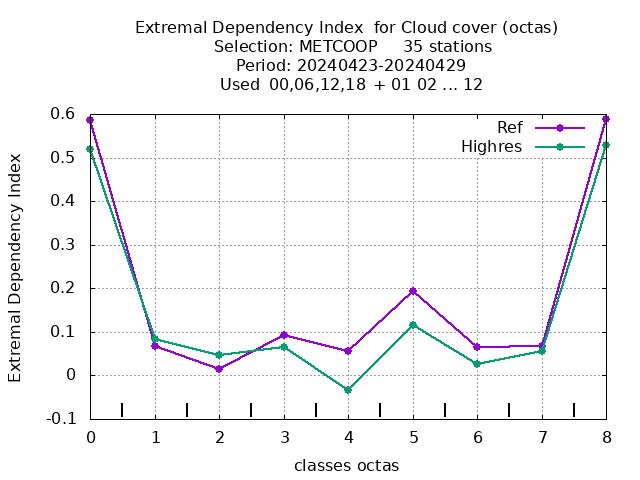 Extremal Dependency Index  for Cloud cover (octas)
Selection: METCOOP     35 stations
Period: 20240423-20240429
Used  00,06,12,18  + 01 02 ... 12
Ref
Highres
Extremal Dependency Index
0.6
0.5
0.4
0.3
0.2
0.1
0
-0.1
0 1 2 3 4 5 6 7 8
classes octas